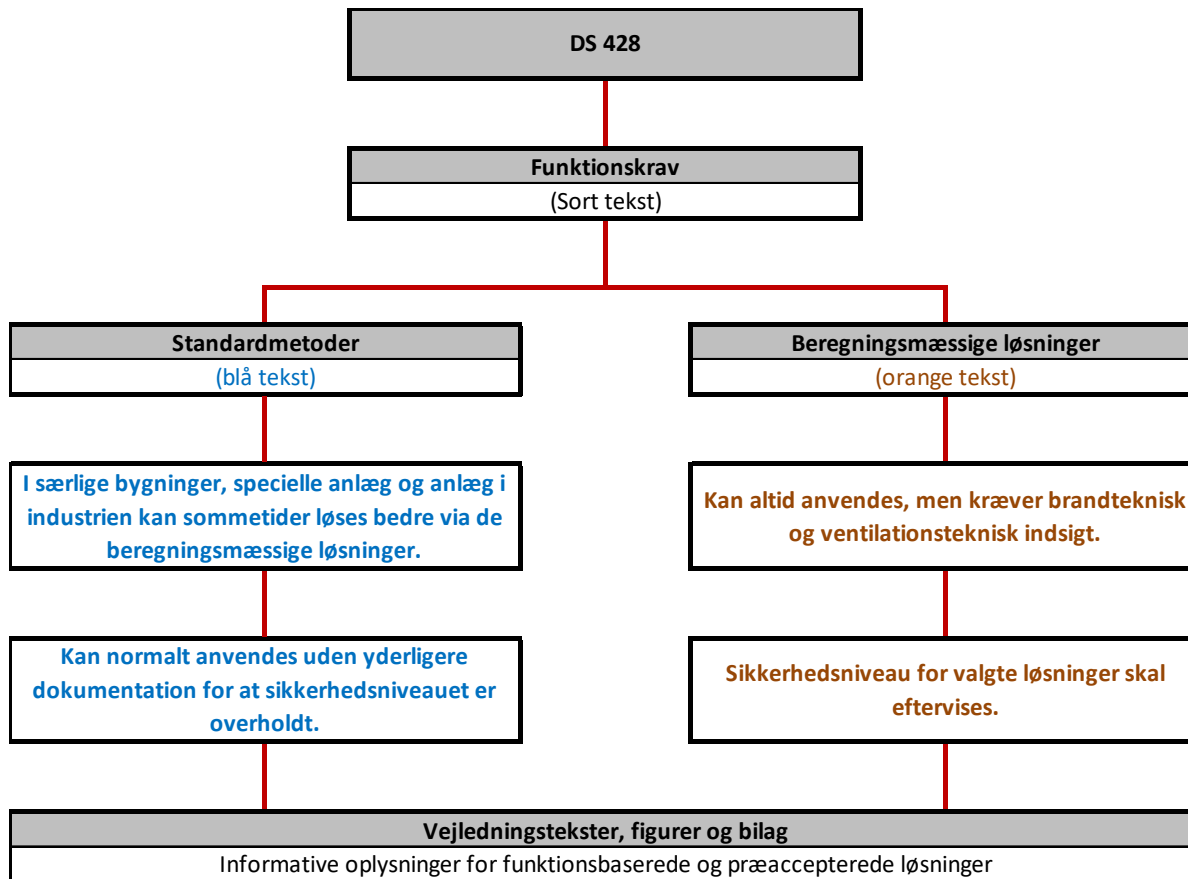 DS 428
Funktionskrav
(Sort tekst)
Standardmetoder
(blå tekst)
I særlige bygninger, specielle anlæg og anlæg i
industrien kan sommetider løses bedre via de
beregningsmæssige løsninger.
Kan normalt anvendes uden yderligere
dokumentation for at sikkerhedsniveauet er
overholdt.
Beregningsmæssige løsninger
(orange tekst)
Kan altid anvendes, men kræver brandteknisk
og ventilationsteknisk indsigt.
Sikkerhedsniveau for valgte løsninger skal
eftervises.
Vejledningstekster, figurer og bilag
Informative oplysninger for funktionsbaserede og præaccepterede løsninger